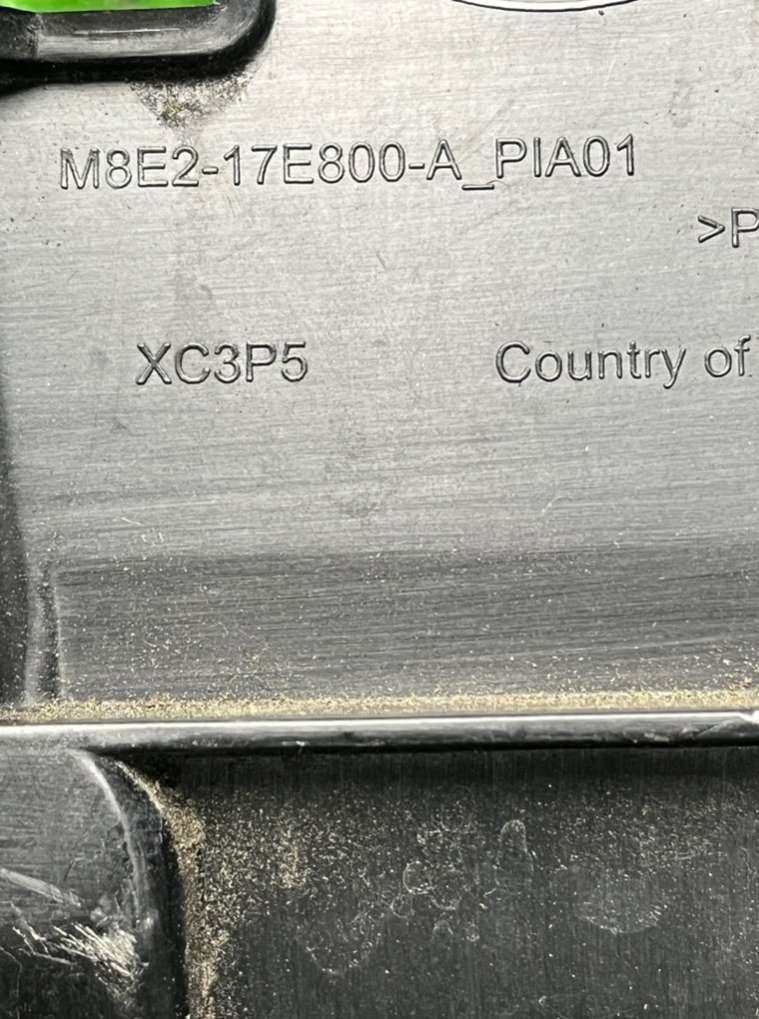 M8E2-17E800-A_PIA01
>P
XC3P5 Country of